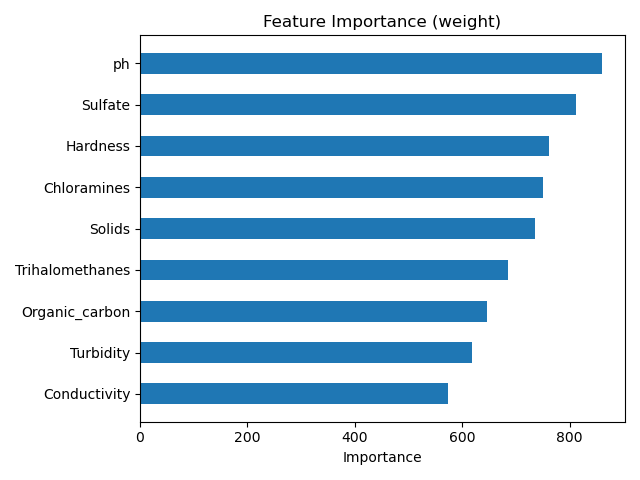 Feature Importance (weight)
ph
Sulfate
Hardness
Chloramines
Solids
Trihalomethanes
Organic_carbon
Turbidity
Conductivity
0 200 400 600 800
Importance